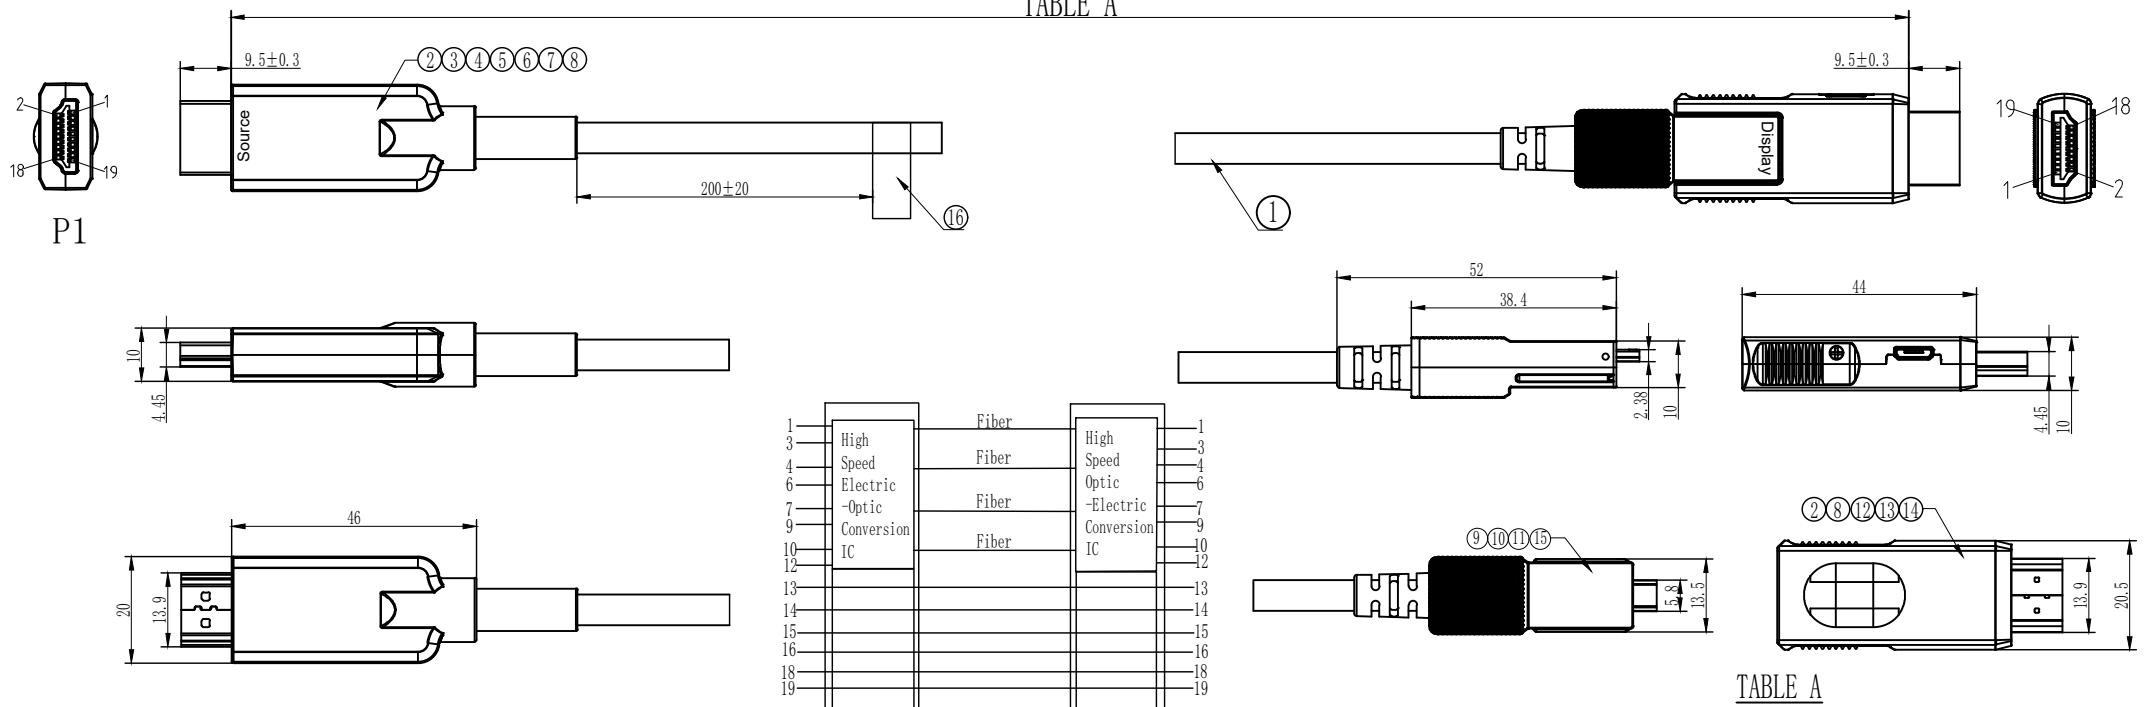 TABLE A
9.5±0.3
②③④⑤⑥⑦⑧
9.5±0.3
2
1
18
19
P1
Source
200±20
⑯
①
Display
19
18
1
2
10
4.45
52
38.4
2.38
10
44
4.45
10
46
20
13.9
1
3
4
6
7
9
10
12
13
14
15
16
18
19
High
Speed
Electric
-Optic
Conversion
IC
Fiber
Fiber
Fiber
Fiber
High
Speed
Optic
-Electric
Conversion
IC
1
3
4
6
7
9
10
12
13
14
15
16
18
19
⑨⑩⑪⑮
5.8
13.5
②⑧⑫⑬⑭
13.9
20.5
TABLE A